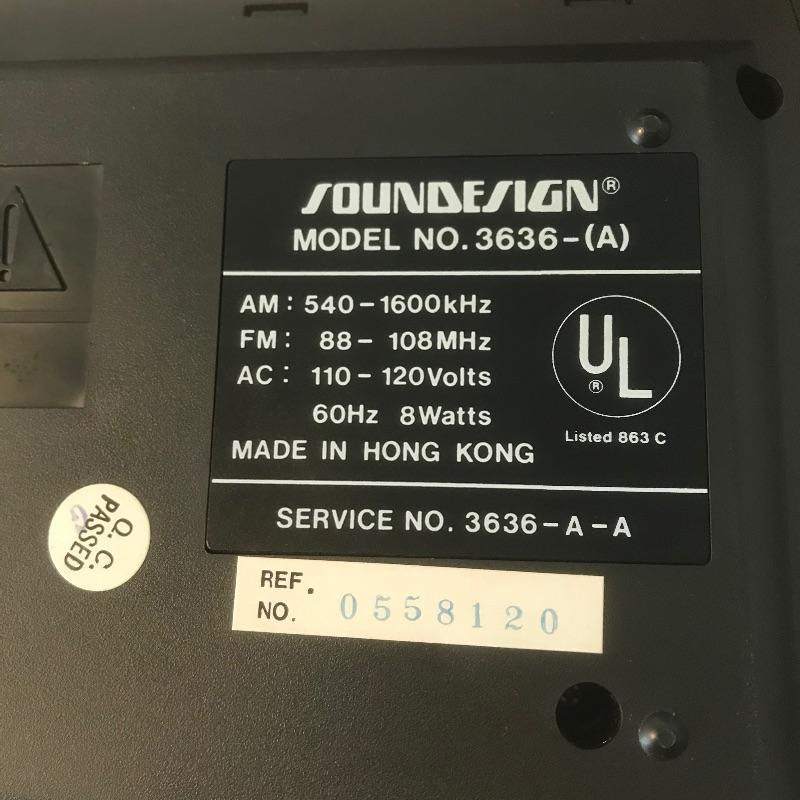 SOUNDESIGN®
MODEL NO. 3636-(A)
AM: 540-1600kHz
FM: 88- 108MHz
AC: 110-120Volts
60Hz 8Watts
MADE IN HONG KONG
UL®
Listed 863 C
SERVICE NO. 3636-A-A
Q.C.
PASSED
REF.
NO. 0558120